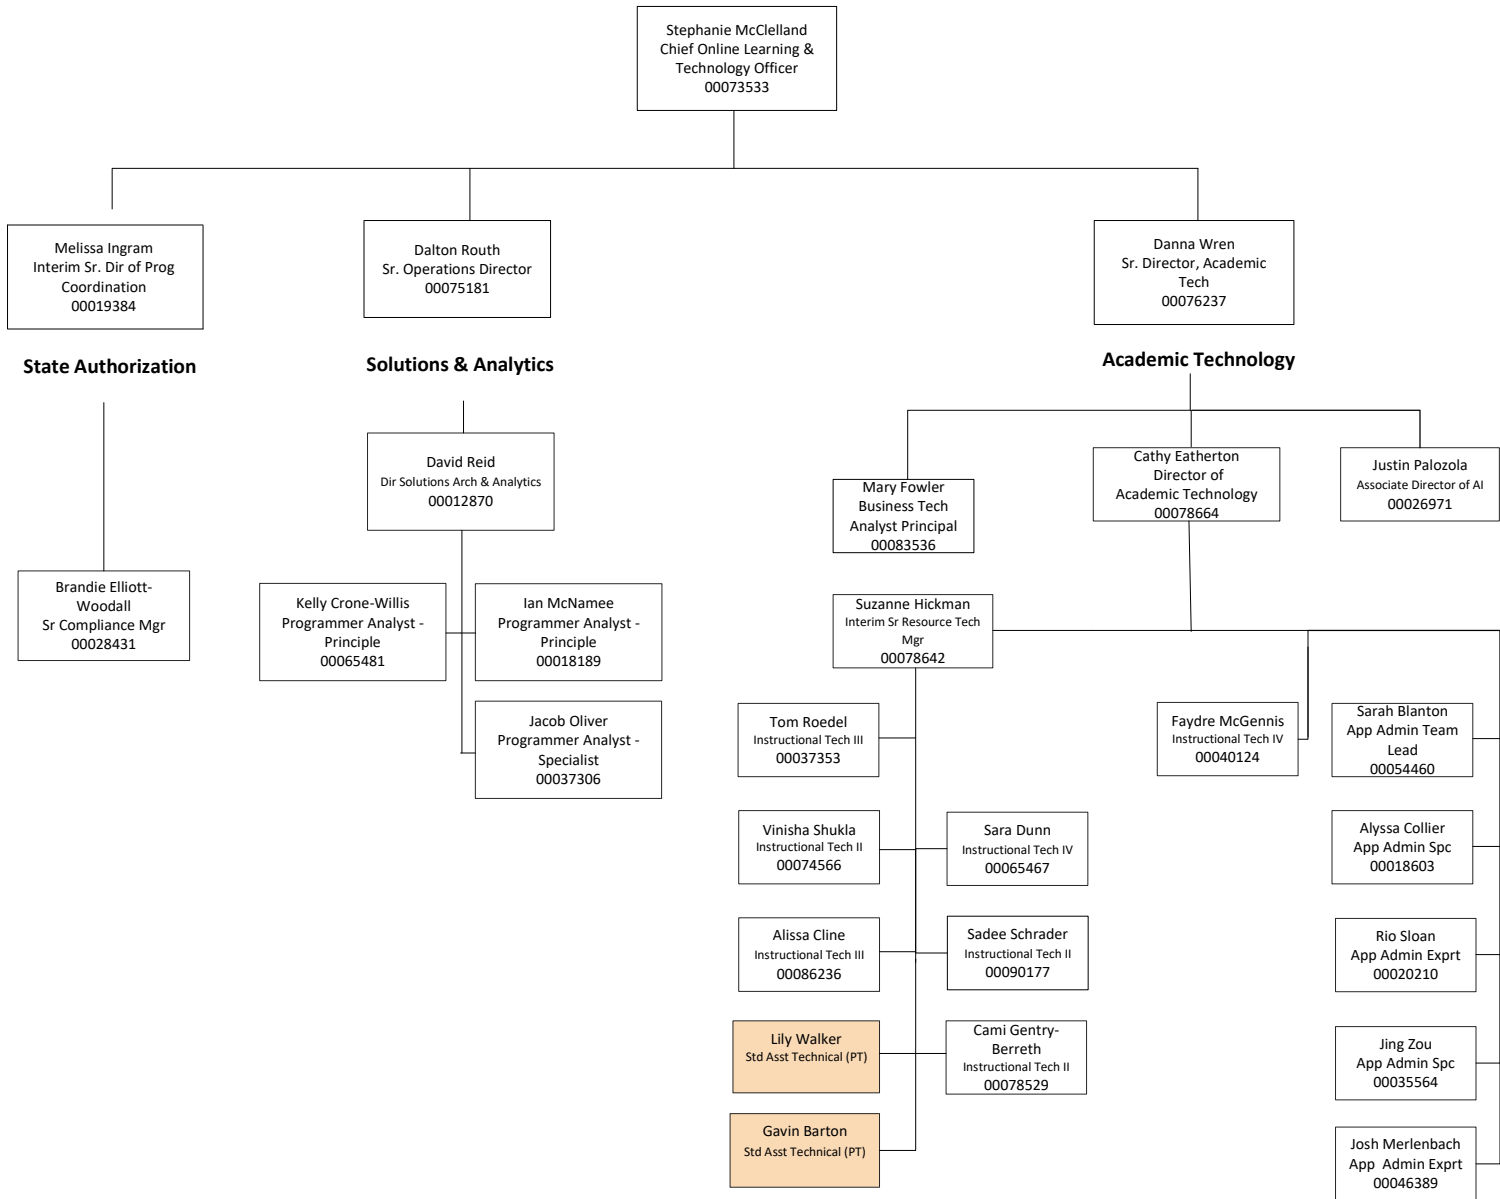 Stephanie McClelland
Chief Online Learning &
Technology Officer
00073533
Melissa Ingram
Interim Sr. Dir of Prog
Coordination
00019384
Dalton Routh
Sr. Operations Director
00075181
Danna Wren
Sr. Director, Academic
Tech
00076237
State Authorization
Solutions & Analytics
Academic Technology
Brandie Elliott-
Woodall
Sr Compliance Mgr
00028431
David Reid
Dir Solutions Arch & Analytics
00012870
Kelly Crone-Willis
Programmer Analyst -
Principle
00065481
Ian McNamee
Programmer Analyst -
Principle
00018189
Jacob Oliver
Programmer Analyst -
Specialist
00037306
Mary Fowler
Business Tech
Analyst Principal
00083536
Cathy Eatherton
Director of
Academic Technology
00078664
Justin Palozola
Associate Director of AI
00026971
Suzanne Hickman
Interim Sr Resource Tech
Mgr
00078642
Tom Roedel
Instructional Tech III
00037353
Faydre McGennis
Instructional Tech IV
00040124
Sarah Blanton
App Admin Team
Lead
00054460
Vinisha Shukla
Instructional Tech II
00074566
Sara Dunn
Instructional Tech IV
00065467
Alyssa Collier
App Admin Spc
00018603
Alissa Cline
Instructional Tech III
00086236
Sadee Schrader
Instructional Tech II
00090177
Rio Sloan
App Admin Exprt
00020210
Lily Walker
Std Asst Technical (PT)
Cami Gentry-
Berreth
Instructional Tech II
00078529
Jing Zou
App Admin Spc
00035564
Gavin Barton
Std Asst Technical (PT)
Josh Merlenbach
App  Admin Exprt
00046389